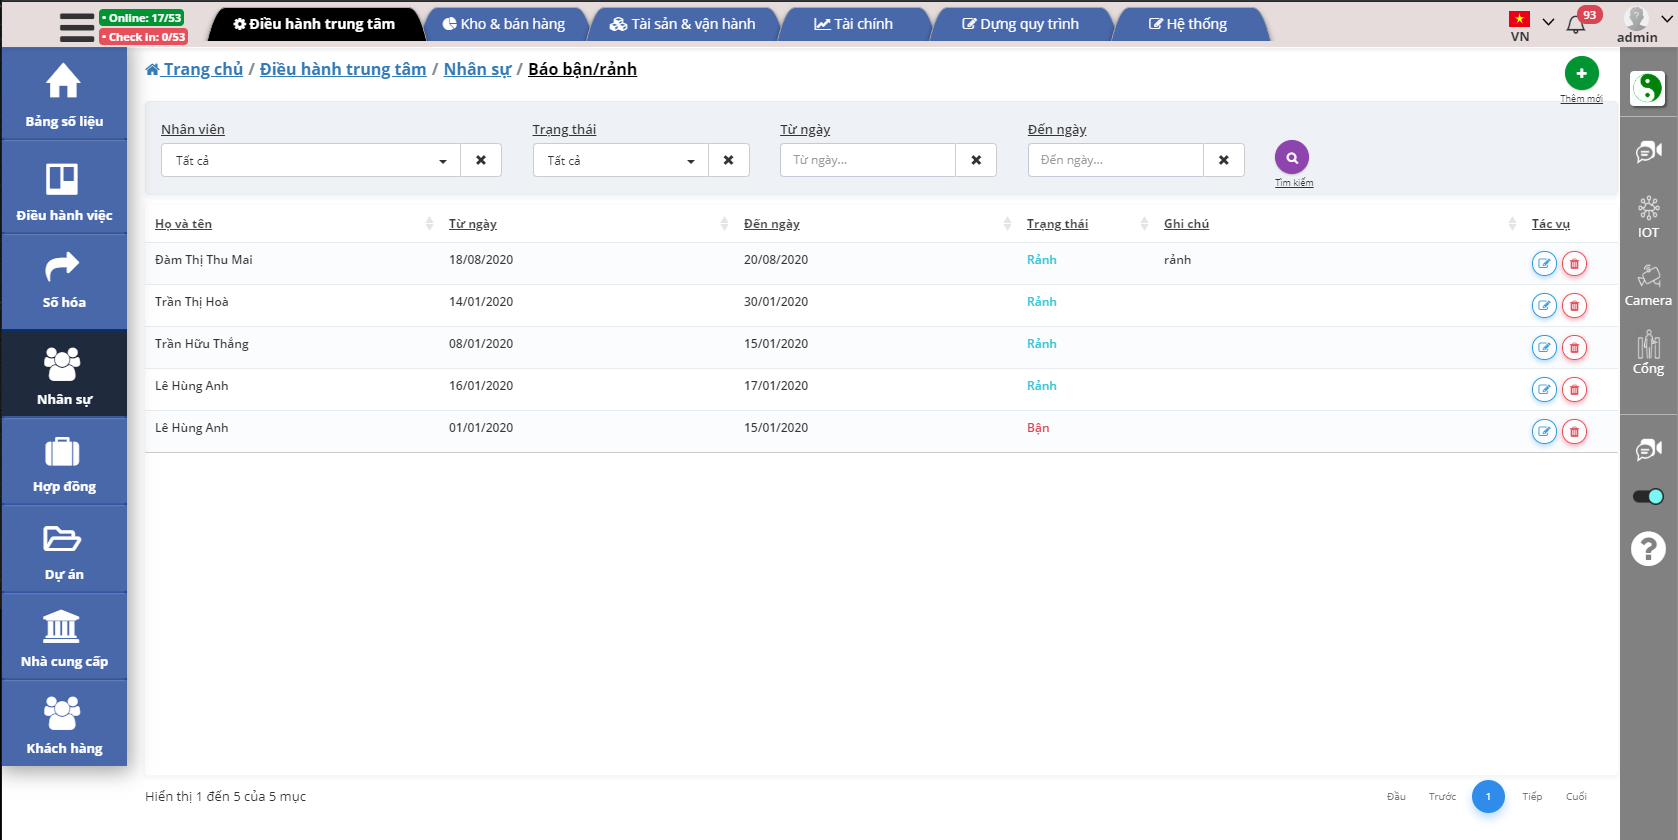 • Online: 17/53
• Check in: 0/53
Điều hành trung tâm
Kho & bán hàng
Tài sản & vận hành
Tài chính
Dựng quy trình
Hệ thống
VN
93
admin
Bảng số liệu
Điều hành việc
Số hóa
Nhân sự
Hợp đồng
Dự án
Nhà cung cấp
Khách hàng
Trang chủ / Điều hành trung tâm / Nhân sự / Báo bận/rảnh
Thêm mới
Nhân viên Trạng thái Từ ngày Đến ngày
Tất cả Tất cả Từ ngày... Đến ngày...
Tìm kiếm
Họ và tên Từ ngày Đến ngày Trạng thái Ghi chú Tác vụ
Đàm Thị Thu Mai 18/08/2020 20/08/2020 Rảnh rảnh
Trần Thị Hoà 14/01/2020 30/01/2020 Rảnh
Trần Hữu Thắng 08/01/2020 15/01/2020 Rảnh
Lê Hùng Anh 16/01/2020 17/01/2020 Rảnh
Lê Hùng Anh 01/01/2020 15/01/2020 Bận
Hiển thị 1 đến 5 của 5 mục
Đầu Trước 1 Tiếp Cuối
IOT
Camera
Cổng